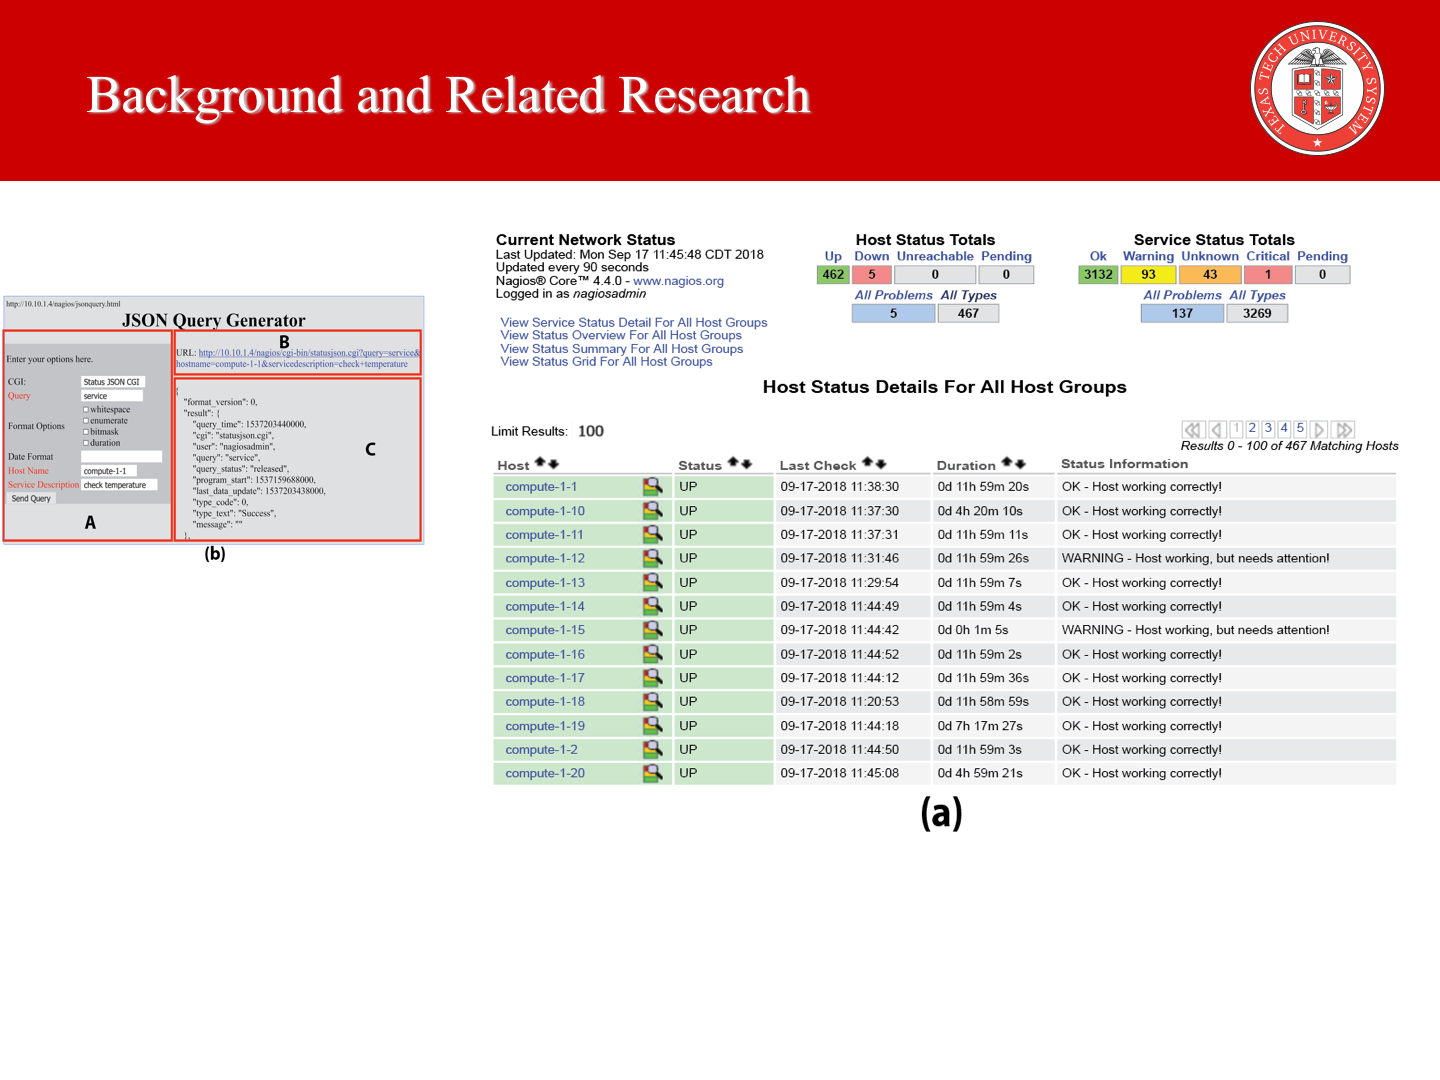 Background and Related Research
TEXAS TECH UNIVERSITY SYSTEM
http://10.10.1.4/nagios/jsonquery.html
JSON Query Generator
Enter your options here.
CGI: Status JSON CGI
Query service
Format Options
whitespace
enumerate
bitmask
duration
Date Format
Host Name compute-1-1
Service Description check temperature
Send Query
A
B
URL: http://10.10.1.4/nagios/cgi-bin/statusjson.cgi?query=service&
hostname=compute-1-1&servicedescription=check+temperature
{
"format_version": 0,
"result": {
"query_time": 1537203440000,
"cgi": "statusjson.cgi",
"user": "nagiosadmin",
"query": "service",
"query_status": "released",
"program_start": 1537159688000,
"last_data_update": 1537203438000,
"type_code": 0,
"type_text": "Success",
"message": ""
},
C
(b)
Current Network Status
Last Updated: Mon Sep 17 11:45:48 CDT 2018
Updated every 90 seconds
Nagios® Core™ 4.4.0 - www.nagios.org
Logged in as nagiosadmin
View Service Status Detail For All Host Groups
View Status Overview For All Host Groups
View Status Summary For All Host Groups
View Status Grid For All Host Groups
Host Status Totals
Up Down Unreachable Pending
462 5 0 0
All Problems All Types
5 467
Service Status Totals
Ok Warning Unknown Critical Pending
3132 93 43 1 0
All Problems All Types
137 3269
Host Status Details For All Host Groups
Limit Results: 100
1 2 3 4 5
Results 0 - 100 of 467 Matching Hosts
Host Status Last Check Duration Status Information
compute-1-1 UP 09-17-2018 11:38:30 0d 11h 59m 20s OK - Host working correctly!
compute-1-10 UP 09-17-2018 11:37:30 0d 4h 20m 10s OK - Host working correctly!
compute-1-11 UP 09-17-2018 11:37:31 0d 11h 59m 11s OK - Host working correctly!
compute-1-12 UP 09-17-2018 11:31:46 0d 11h 59m 26s WARNING - Host working, but needs attention!
compute-1-13 UP 09-17-2018 11:29:54 0d 11h 59m 7s OK - Host working correctly!
compute-1-14 UP 09-17-2018 11:44:49 0d 11h 59m 4s OK - Host working correctly!
compute-1-15 UP 09-17-2018 11:44:42 0d 0h 1m 5s WARNING - Host working, but needs attention!
compute-1-16 UP 09-17-2018 11:44:52 0d 11h 59m 2s OK - Host working correctly!
compute-1-17 UP 09-17-2018 11:44:12 0d 11h 59m 36s OK - Host working correctly!
compute-1-18 UP 09-17-2018 11:20:53 0d 11h 58m 59s OK - Host working correctly!
compute-1-19 UP 09-17-2018 11:44:18 0d 7h 17m 27s OK - Host working correctly!
compute-1-2 UP 09-17-2018 11:44:50 0d 11h 59m 3s OK - Host working correctly!
compute-1-20 UP 09-17-2018 11:45:08 0d 4h 59m 21s OK - Host working correctly!
(a)